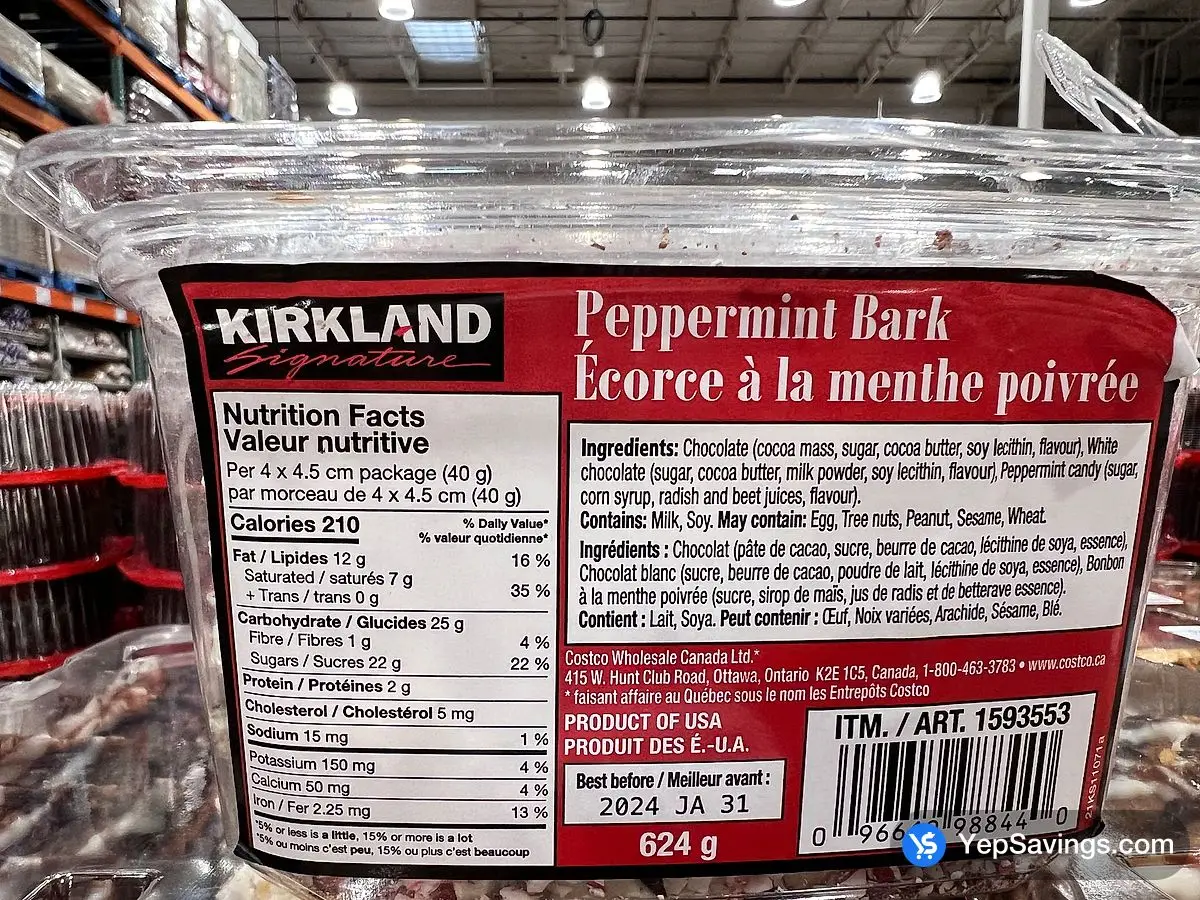 KIRKLAND
Signature
Peppermint Bark
Écorce à la menthe poivrée
Nutrition Facts
Valeur nutritive
Per 4 x 4.5 cm package (40 g)
par morceau de 4 x 4.5 cm (40 g)
Calories 210
% Daily Value*
% valeur quotidienne*
Fat / Lipides 12 g 16 %
Saturated / saturés 7 g
+ Trans / trans 0 g 35 %
Carbohydrate / Glucides 25 g
Fibre / Fibres 1 g 4 %
Sugars / Sucres 22 g 22 %
Protein / Protéines 2 g
Cholesterol / Cholestérol 5 mg
Sodium 15 mg 1 %
Potassium 150 mg 4 %
Calcium 50 mg 4 %
Iron / Fer 2.25 mg 13 %
*5% or less is a little, 15% or more is a lot
*5% ou moins c'est peu, 15% ou plus c'est beaucoup
Ingredients: Chocolate (cocoa mass, sugar, cocoa butter, soy lecithin, flavour), White
chocolate (sugar, cocoa butter, milk powder, soy lecithin, flavour), Peppermint candy (sugar,
corn syrup, radish and beet juices, flavour).
Contains: Milk, Soy. May contain: Egg, Tree nuts, Peanut, Sesame, Wheat.
Ingrédients : Chocolat (pâte de cacao, sucre, beurre de cacao, lécithine de soya, essence),
Chocolat blanc (sucre, beurre de cacao, poudre de lait, lécithine de soya, essence), Bonbon
à la menthe poivrée (sucre, sirop de maïs, jus de radis et de betterave essence).
Contient : Lait, Soya. Peut contenir : Œuf, Noix variées, Arachide, Sésame, Blé.
Costco Wholesale Canada Ltd.*
415 W. Hunt Club Road, Ottawa, Ontario K2E 1C5, Canada, 1-800-463-3783 • www.costco.ca
* faisant affaire au Québec sous le nom les Entrepôts Costco
PRODUCT OF USA
PRODUIT DES É.-U.A.
Best before / Meilleur avant :
2024 JA 31
624 g
ITM. / ART. 1593553
0 98844 0
21KS11071a
YepSavings.com